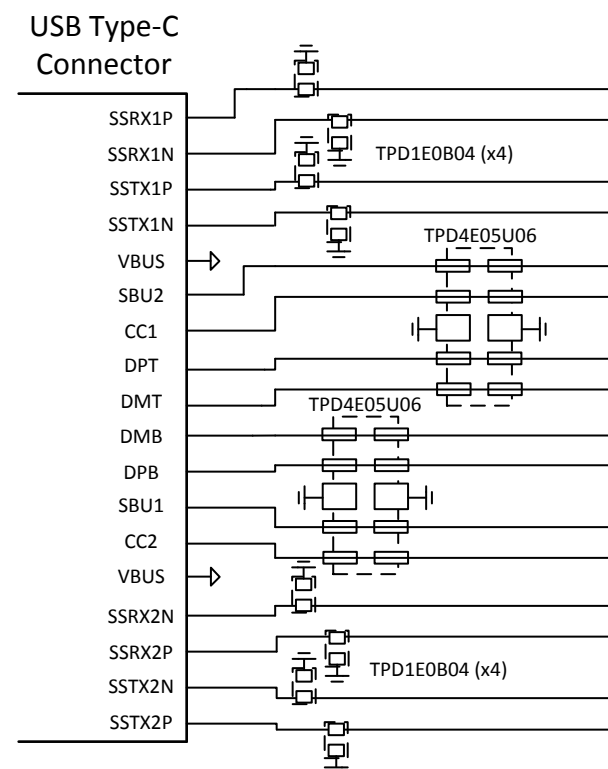 USB Type-C
Connector
SSRX1P
SSRX1N
TPD1E0B04 (x4)
SSTX1P
SSTX1N
TPD4E05U06
VBUS
SBU2
CC1
DPT
DMT
TPD4E05U06
DMB
DPB
SBU1
CC2
VBUS
SSRX2N
SSRX2P
TPD1E0B04 (x4)
SSTX2N
SSTX2P